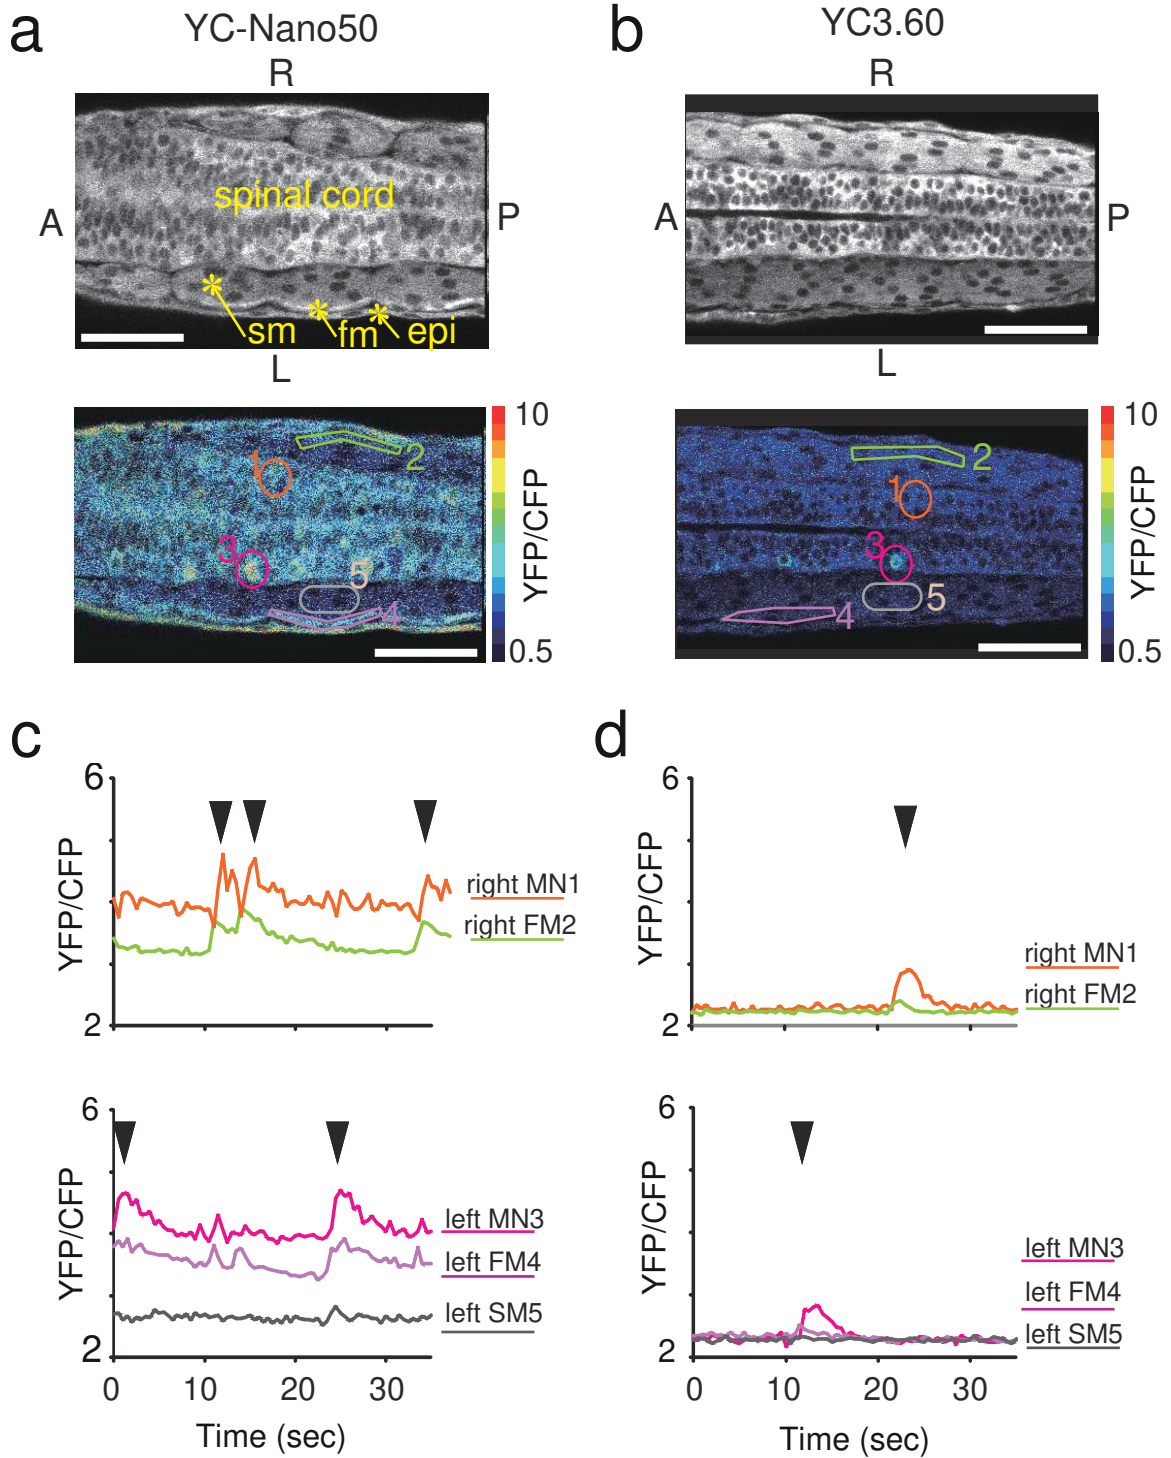 a
YC-Nano50
R
A
spinal cord
P
sm
fm
epi
L
1
2
3
5
4
10
YFP/CFP
0.5
b
YC3.60
R
A
P
L
2
1
3
5
4
10
YFP/CFP
0.5
c
6
YFP/CFP
2
right MN1
right FM2
6
YFP/CFP
2
left MN3
left FM4
left SM5
0 10 20 30
Time (sec)
d
6
YFP/CFP
2
right MN1
right FM2
6
YFP/CFP
2
left MN3
left FM4
left SM5
0 10 20 30
Time (sec)